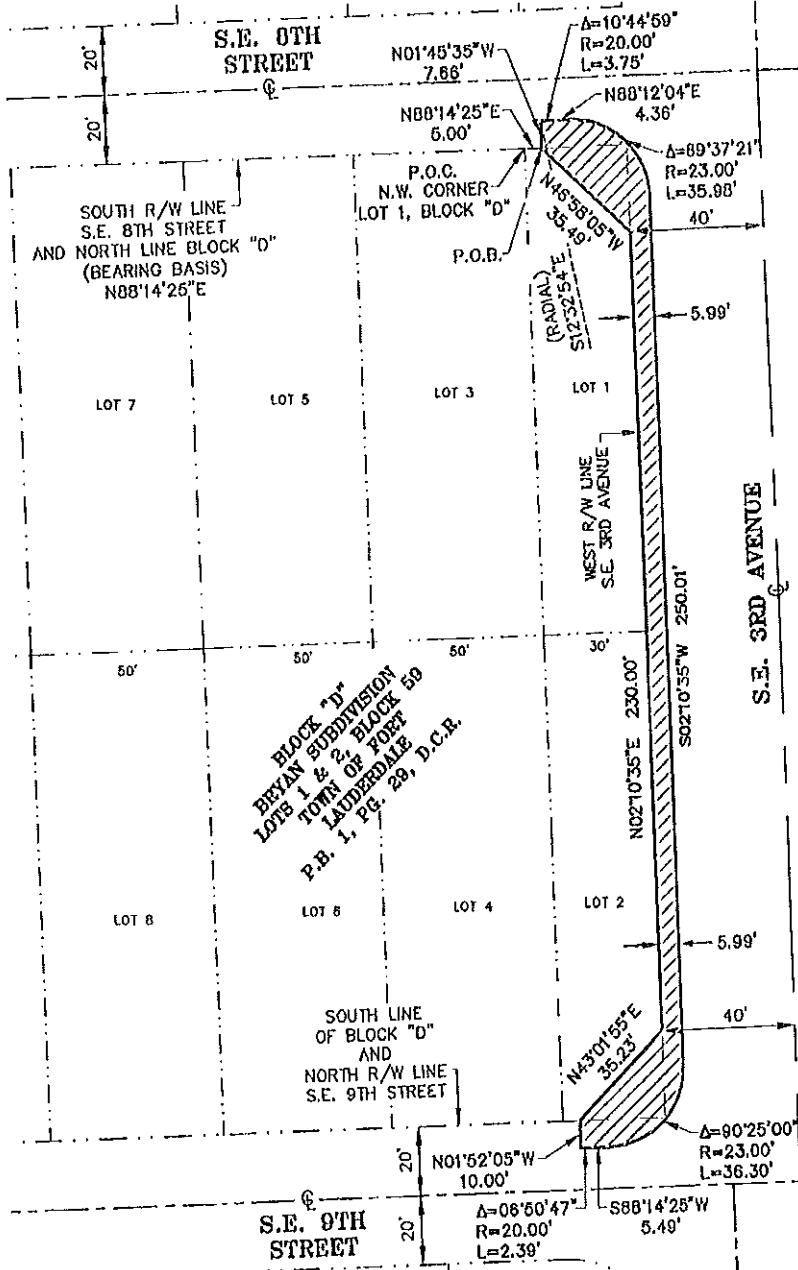 S.E. 8TH
STREET
20'
20'
℄
N01°45'35"W
7.66'
Δ=10°44'59"
R=20.00'
L=3.75'
N88°14'25"E
5.00'
N88°12'04"E
4.36'
Δ=89°37'21"
R=23.00'
L=35.98'
P.O.C.
N.W. CORNER
LOT 1, BLOCK "D"
SOUTH R/W LINE
S.E. 8TH STREET
AND NORTH LINE BLOCK "D"
(BEARING BASIS)
N88°14'25"E
N46°58'05"W
35.49'
40'
P.O.B.
(RADIAL)
S12°32'54"E
5.99'
LOT 7
LOT 5
LOT 3
LOT 1
WEST R/W LINE
S.E. 3RD AVENUE
S.E. 3RD AVENUE
℄
50'
50'
50'
30'
N02°10'35"E 230.00'
S02°10'35"W 250.01'
BLOCK "D"
BEYAN SUBDIVISION
LOTS 1 & 2, BLOCK 59
TOWN OF FORT
LAUDERDALE
P.B. 1, PG. 29, D.C.R.
LOT 8
LOT 6
LOT 4
LOT 2
5.99'
SOUTH LINE
OF BLOCK "D"
AND
NORTH R/W LINE
S.E. 9TH STREET
N43°01'55"E
35.23'
40'
20'
20'
N01°52'05"W
10.00'
Δ=90°25'00"
R=23.00'
L=36.30'
℄
S.E. 9TH
STREET
Δ=06°50'47"
R=20.00'
L=2.39'
S88°14'25"W
5.49'